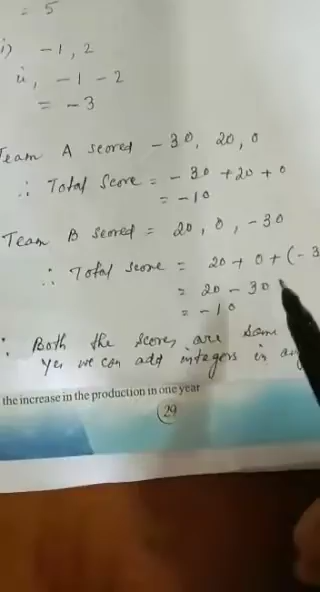 = 5
i) -1, 2
ii, -1 - 2
= -3
Team A scored -30, 20, 0
∴ Total Score = -30 + 20 + 0
= -10
Team B scored = 20, 0, -30
∴ Total score = 20 + 0 + (-3
= 20 - 30
= -10
: Both the scores are same
Yes we can add integers in any
the increase in the production in one year
29